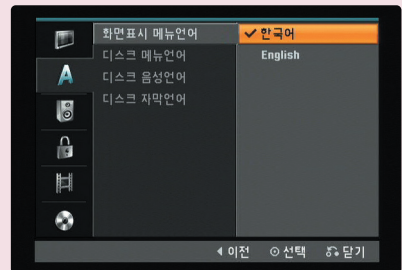 화면표시 메뉴언어
✓ 한국어
디스크 메뉴언어
English
디스크 음성언어
디스크 자막언어
A
◀ 이전 ⊙ 선택 닫기